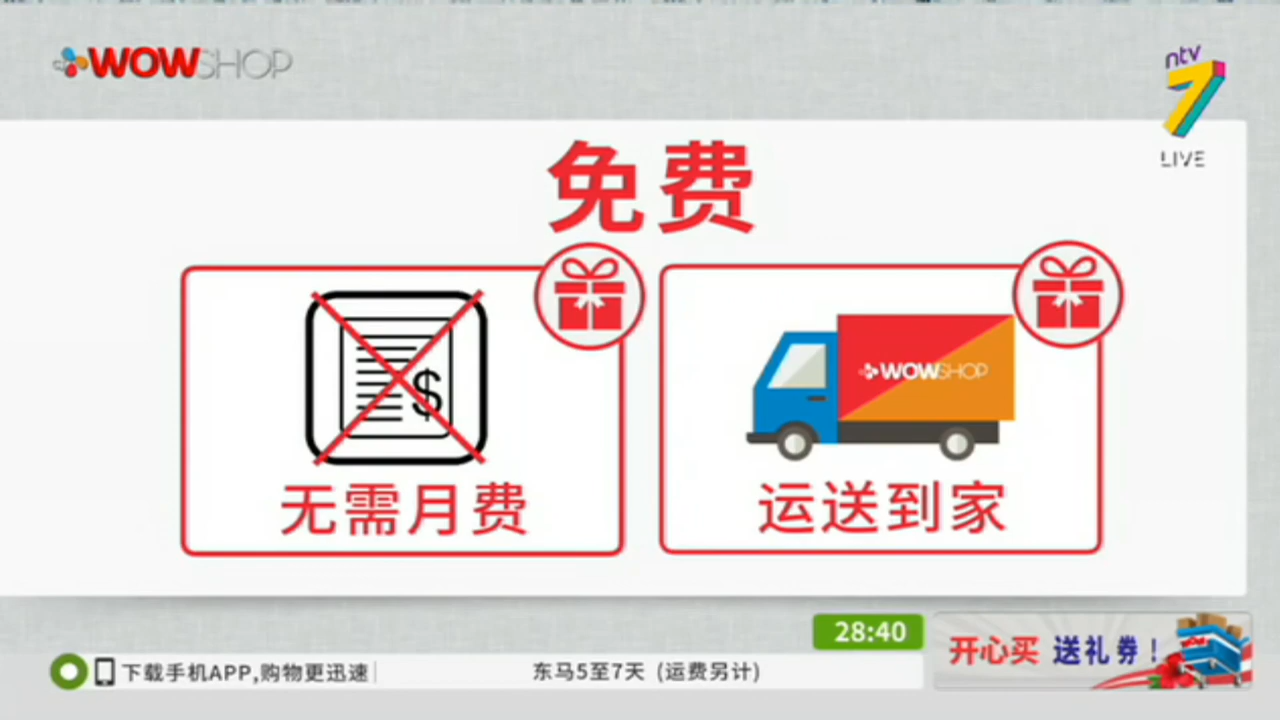 WOWSHOP
ntv
7
LIVE
免费
$
WOWSHOP
无需月费
运送到家
28:40
开心买 送礼券！
下载手机APP,购物更迅速
东马5至7天 (运费另计)